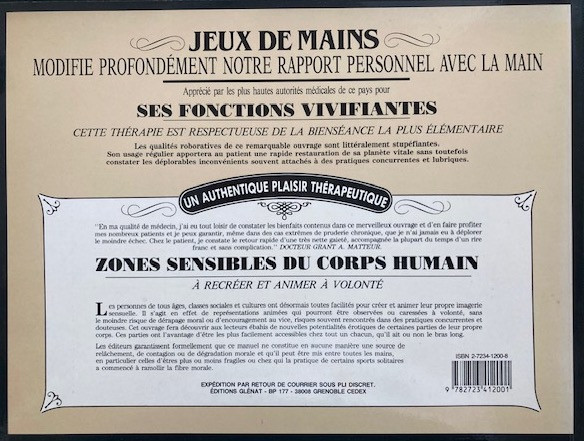 JEUX DE MAINS
MODIFIE PROFONDÉMENT NOTRE RAPPORT PERSONNEL AVEC LA MAIN
Apprécié par les plus hautes autorités médicales de ce pays pour
SES FONCTIONS VIVIFIANTES
CETTE THÉRAPIE EST RESPECTUEUSE DE LA BIENSÉANCE LA PLUS ÉLÉMENTAIRE
Les qualités roboratives de ce remarquable ouvrage sont littéralement stupéfiantes.
Son usage régulier apportera au patient une rapide restauration de sa planète vitale sans toutefois
constater les déplorables inconvénients souvent attachés à des pratiques concurrentes et lubriques.
UN AUTHENTIQUE PLAISIR THÉRAPEUTIQUE
"En ma qualité de médecin, j'ai eu tout loisir de constater les bienfaits contenus dans ce merveilleux ouvrage et d'en faire profiter
mes nombreux patients et je peux garantir, même dans des cas extrêmes de pruderie chronique, que je n'ai jamais eu à déplorer
le moindre échec. Chez le patient, je constate le retour rapide d'une très nette gaieté, accompagnée la plupart du temps d'un rire
franc et sans complication." DOCTEUR GRANT A. MATTEUR.
ZONES SENSIBLES DU CORPS HUMAIN
À RECRÉER ET ANIMER À VOLONTÉ
Les personnes de tous âges, classes sociales et cultures ont désormais toutes facilités pour créer et animer leur propre imagerie
sensuelle. Il s'agit en effet de représentations animées qui pourront être observées ou caressées à volonté, sans
le moindre risque de dérapage moral ou d'encouragement au vice, risques souvent rencontrés dans des pratiques concurrentes et
douteuses. Cet ouvrage fera découvrir aux lecteurs ébahis de nouvelles potentialités érotiques de certaines parties de leur propre
corps. Ces parties ont l'avantage d'être les plus facilement accessibles chez tout un chacun, qu'il ait ou non le bras long.
Les éditeurs garantissent formellement que ce manuel ne constitue en aucune manière une source de
relâchement, de contagion ou de dégradation morale et qu'il peut être mis entre toutes les mains,
en particulier celles d'êtres plus ou moins fragiles ou chez qui la pratique de certains sports solitaires
a commencé à ramollir la fibre morale.
EXPÉDITION PAR RETOUR DE COURRIER SOUS PLI DISCRET.
ÉDITIONS GLÉNAT - BP 177 - 38008 GRENOBLE CEDEX
ISBN 2-7234-1200-8
9 782723 412001